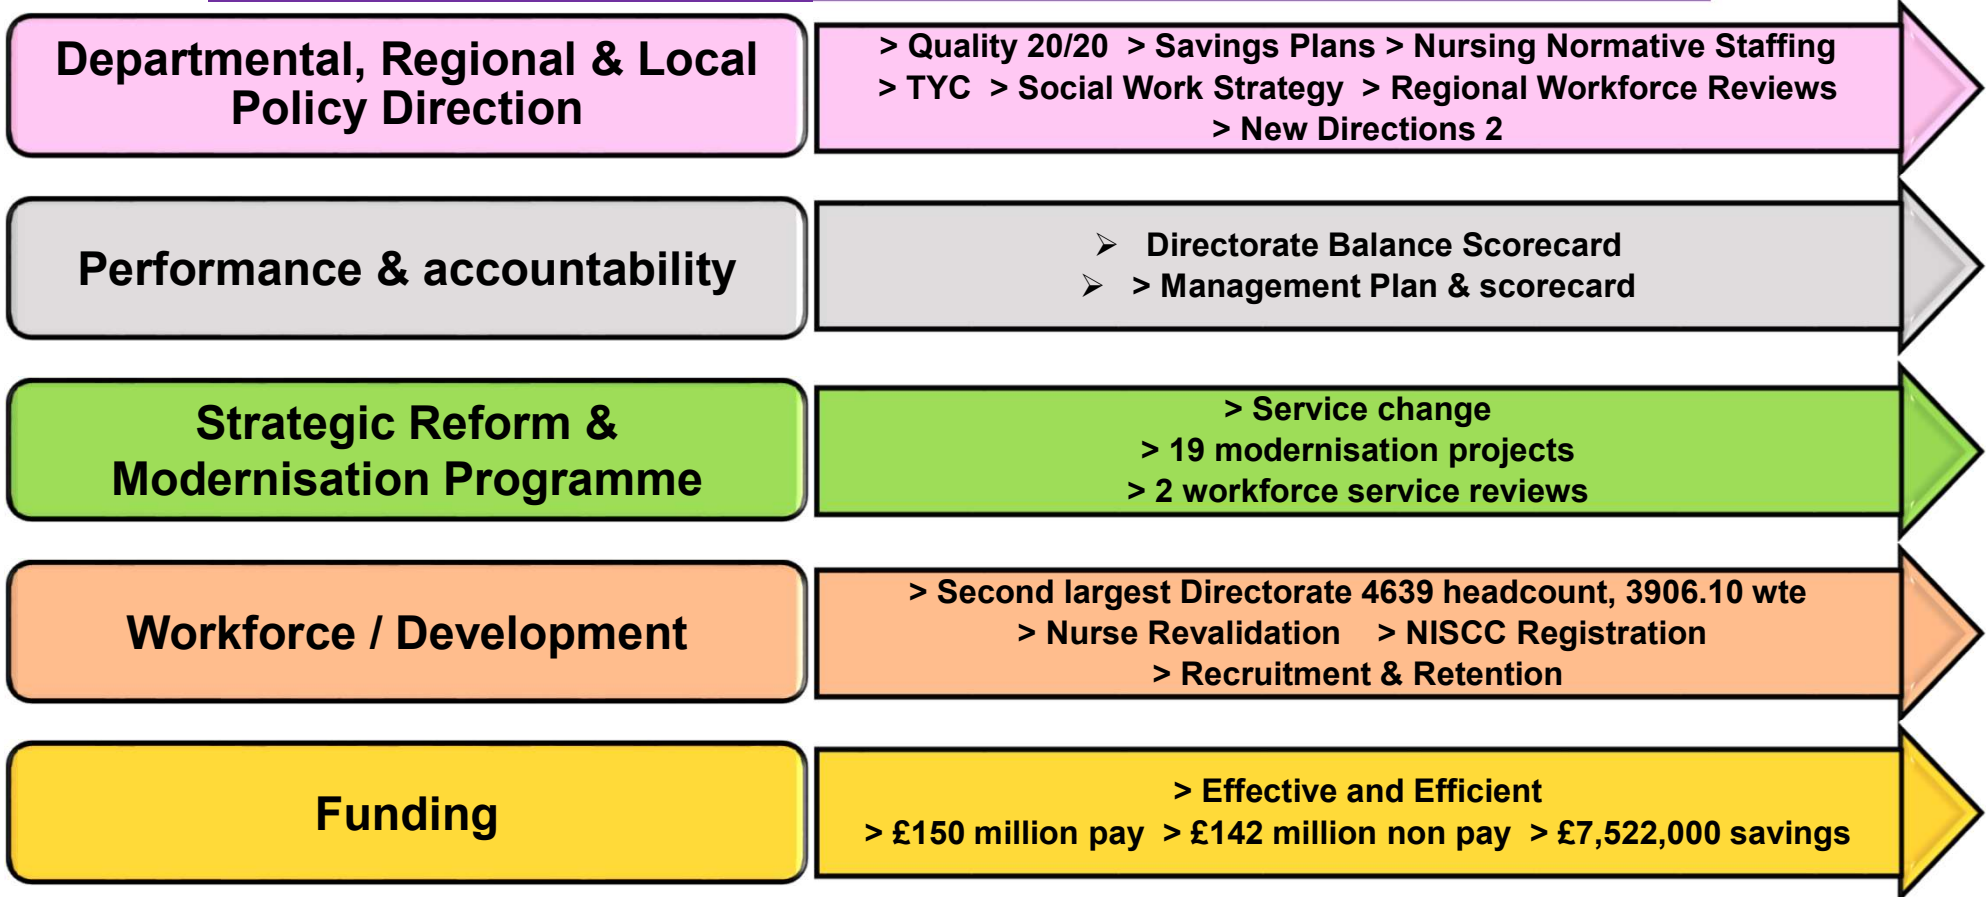 Departmental, Regional & Local
Policy Direction
> Quality 20/20 > Savings Plans > Nursing Normative Staffing
> TYC > Social Work Strategy > Regional Workforce Reviews
> New Directions 2
Performance & accountability
➢ Directorate Balance Scorecard
➢ > Management Plan & scorecard
Strategic Reform &
Modernisation Programme
> Service change
> 19 modernisation projects
> 2 workforce service reviews
Workforce / Development
> Second largest Directorate 4639 headcount, 3906.10 wte
> Nurse Revalidation > NISCC Registration
> Recruitment & Retention
Funding
> Effective and Efficient
> £150 million pay > £142 million non pay > £7,522,000 savings